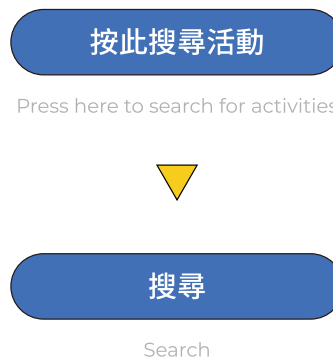 按此搜尋活動
Press here to search for activities
搜尋
Search